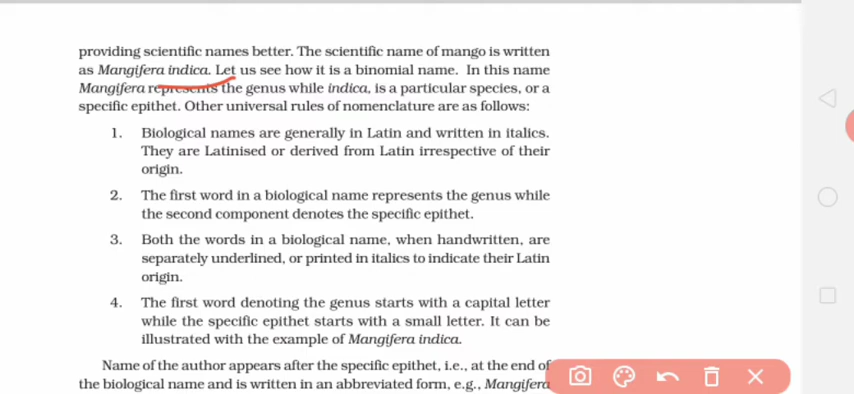 providing scientific names better. The scientific name of mango is written
as Mangifera indica. Let us see how it is a binomial name. In this name
Mangifera represents the genus while indica, is a particular species, or a
specific epithet. Other universal rules of nomenclature are as follows:
1. Biological names are generally in Latin and written in italics.
They are Latinised or derived from Latin irrespective of their
origin.
2. The first word in a biological name represents the genus while
the second component denotes the specific epithet.
3. Both the words in a biological name, when handwritten, are
separately underlined, or printed in italics to indicate their Latin
origin.
4. The first word denoting the genus starts with a capital letter
while the specific epithet starts with a small letter. It can be
illustrated with the example of Mangifera indica.
Name of the author appears after the specific epithet, i.e., at the end of
the biological name and is written in an abbreviated form, e.g., Mangifera